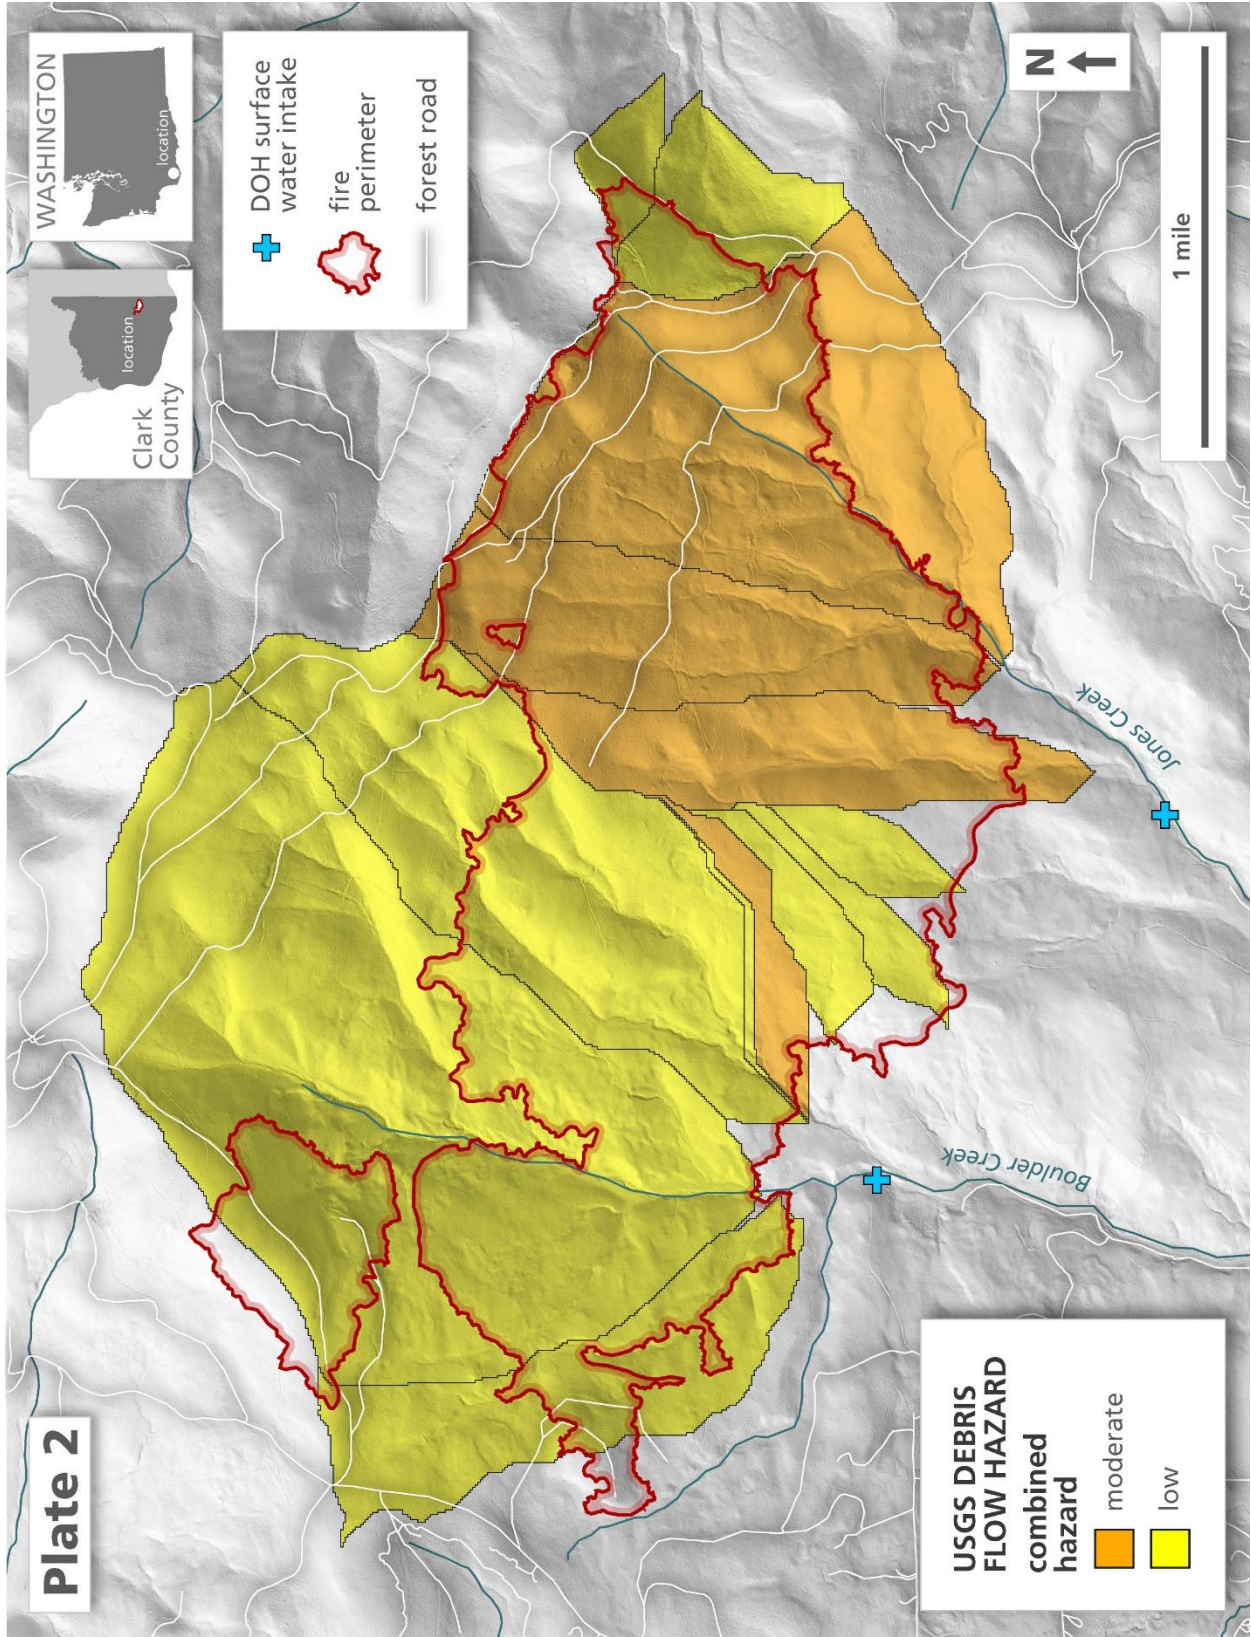 Plate 2
Clark
County
location
WASHINGTON
location
DOH surface
water intake
fire
perimeter
forest road
Boulder Creek
Jones Creek
USGS DEBRIS
FLOW HAZARD
combined
hazard
moderate
low
N
1 mile